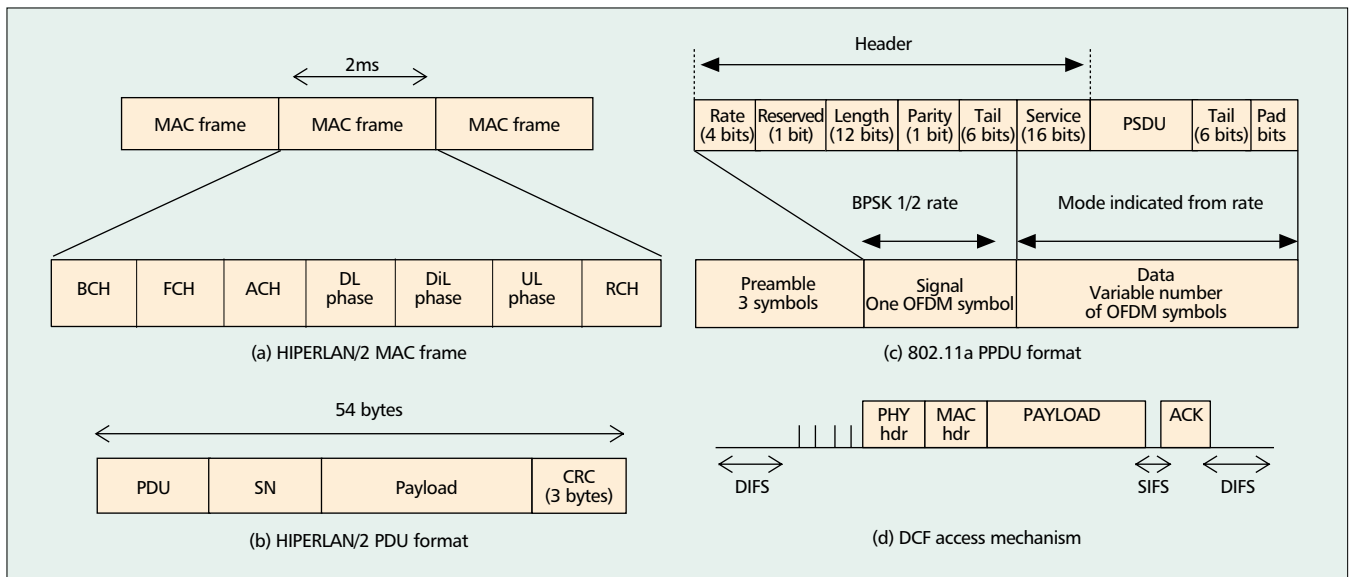 2ms
MAC frame MAC frame MAC frame
BCH FCH ACH DL phase DiL phase UL phase RCH
(a) HIPERLAN/2 MAC frame
54 bytes
PDU SN Payload CRC (3 bytes)
(b) HIPERLAN/2 PDU format
Header
Rate (4 bits) Reserved (1 bit) Length (12 bits) Parity (1 bit) Tail (6 bits) Service (16 bits) PSDU Tail (6 bits) Pad bits
BPSK 1/2 rate Mode indicated from rate
Preamble
3 symbols
Signal
One OFDM symbol
Data
Variable number
of OFDM symbols
(c) 802.11a PPDU format
PHY hdr MAC hdr PAYLOAD ACK
DIFS SIFS DIFS
(d) DCF access mechanism